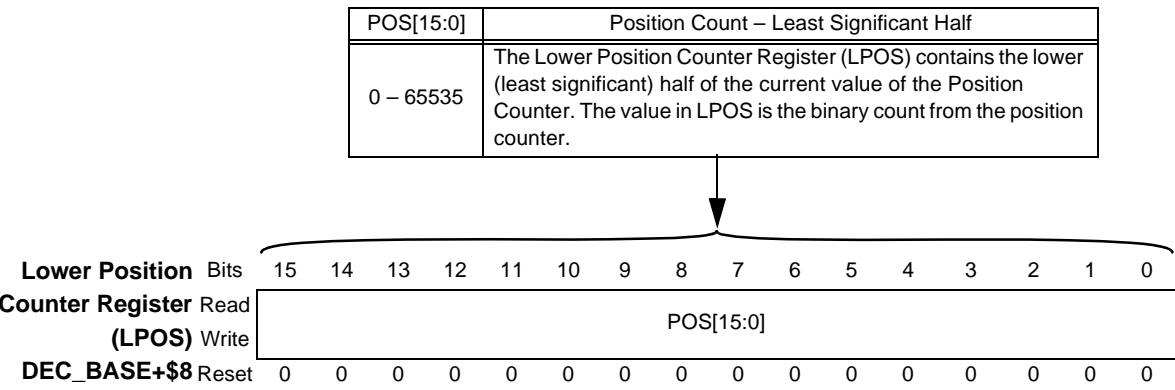 POS[15:0] Position Count – Least Significant Half
0 – 65535
The Lower Position Counter Register (LPOS) contains the lower
(least significant) half of the current value of the Position
Counter. The value in LPOS is the binary count from the position
counter.
Lower Position Bits 15 14 13 12 11 10 9 8 7 6 5 4 3 2 1 0
Counter Register Read
POS[15:0]
(LPOS) Write
DEC_BASE+$8 Reset 0 0 0 0 0 0 0 0 0 0 0 0 0 0 0 0